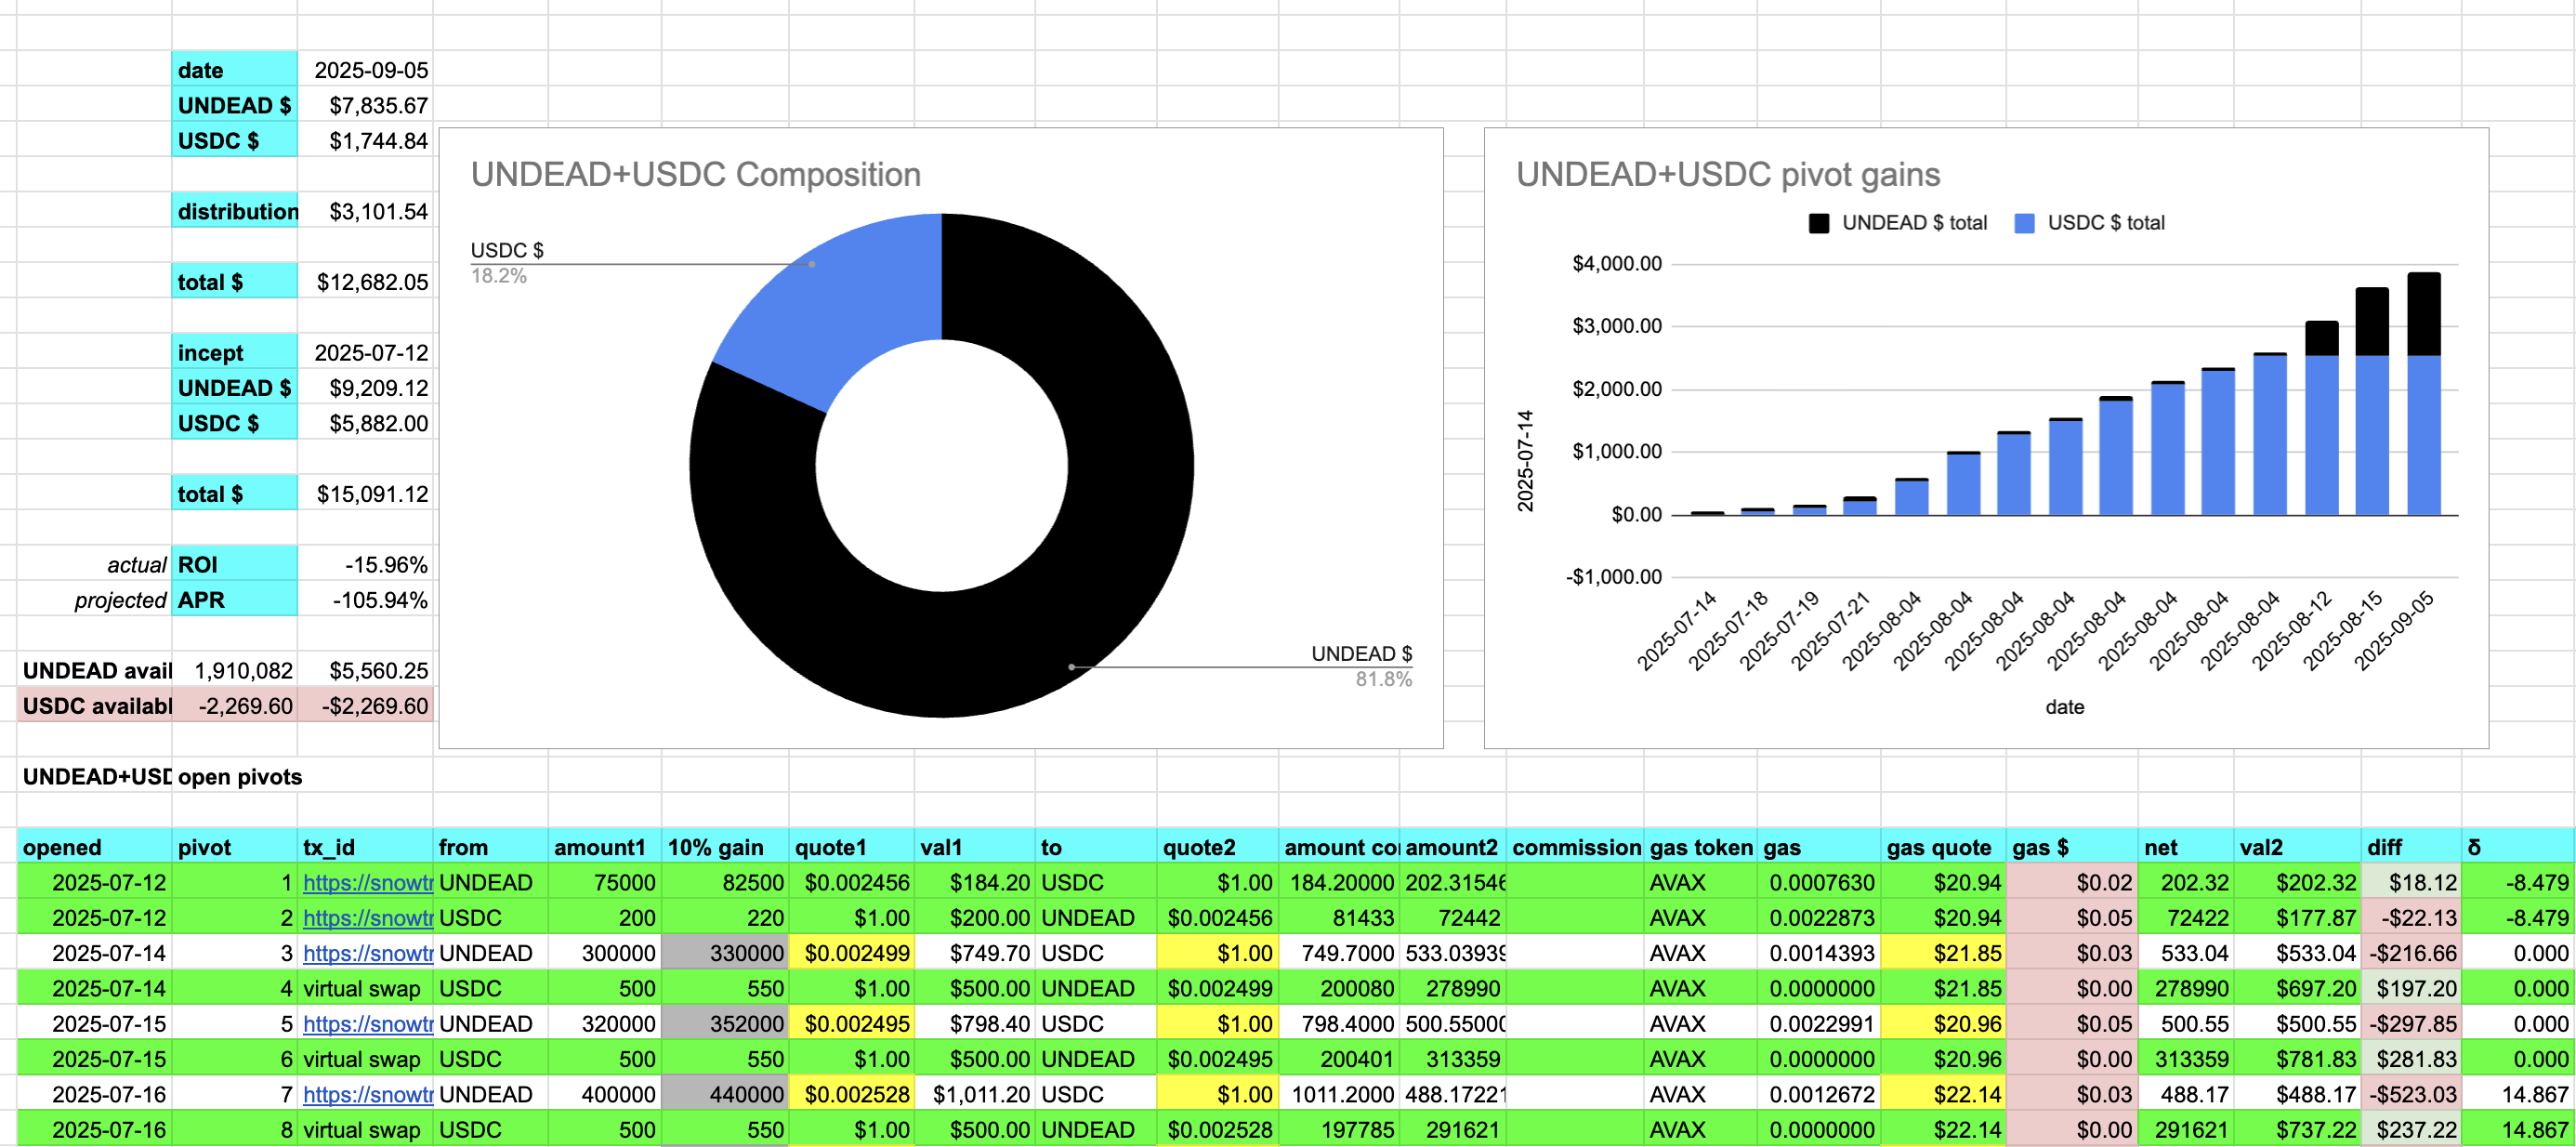 date 2025-09-05
UNDEAD $ $7,835.67
USDC $ $1,744.84
distribution $3,101.54
total $ $12,682.05
incept 2025-07-12
UNDEAD $ $9,209.12
USDC $ $5,882.00
total $ $15,091.12
actual ROI -15.96%
projected APR -105.94%
UNDEAD avail 1,910,082 $5,560.25
USDC availabl -2,269.60 -$2,269.60
UNDEAD+USDC Composition
USDC $
18.2%
UNDEAD $
81.8%
UNDEAD+USDC pivot gains
UNDEAD $ total USDC $ total
$4,000.00
$3,000.00
$2,000.00
$1,000.00
$0.00
-$1,000.00
2025-07-14
2025-07-14 2025-07-18 2025-07-19 2025-07-21 2025-08-04 2025-08-04 2025-08-04 2025-08-04 2025-08-04 2025-08-04 2025-08-04 2025-08-04 2025-08-12 2025-08-15 2025-09-05
date
UNDEAD+USD open pivots
opened pivot tx_id from amount1 10% gain quote1 val1 to quote2 amount co amount2 commission gas token gas gas quote gas $ net val2 diff δ
2025-07-12 1 https://snowtr UNDEAD 75000 82500 $0.002456 $184.20 USDC $1.00 184.20000 202.31546 AVAX 0.0007630 $20.94 $0.02 202.32 $202.32 $18.12 -8.479
2025-07-12 2 https://snowtr USDC 200 220 $1.00 $200.00 UNDEAD $0.002456 81433 72442 AVAX 0.0022873 $20.94 $0.05 72422 $177.87 -$22.13 -8.479
2025-07-14 3 https://snowtr UNDEAD 300000 330000 $0.002499 $749.70 USDC $1.00 749.7000 533.03939 AVAX 0.0014393 $21.85 $0.03 533.04 $533.04 -$216.66 0.000
2025-07-14 4 virtual swap USDC 500 550 $1.00 $500.00 UNDEAD $0.002499 200080 278990 AVAX 0.0000000 $21.85 $0.00 278990 $697.20 $197.20 0.000
2025-07-15 5 https://snowtr UNDEAD 320000 352000 $0.002495 $798.40 USDC $1.00 798.4000 500.55000 AVAX 0.0022991 $20.96 $0.05 500.55 $500.55 -$297.85 0.000
2025-07-15 6 virtual swap USDC 500 550 $1.00 $500.00 UNDEAD $0.002495 200401 313359 AVAX 0.0000000 $20.96 $0.00 313359 $781.83 $281.83 0.000
2025-07-16 7 https://snowtr UNDEAD 400000 440000 $0.002528 $1,011.20 USDC $1.00 1011.2000 488.17221 AVAX 0.0012672 $22.14 $0.03 488.17 $488.17 -$523.03 14.867
2025-07-16 8 virtual swap USDC 500 550 $1.00 $500.00 UNDEAD $0.002528 197785 291621 AVAX 0.0000000 $22.14 $0.00 291621 $737.22 $237.22 14.867